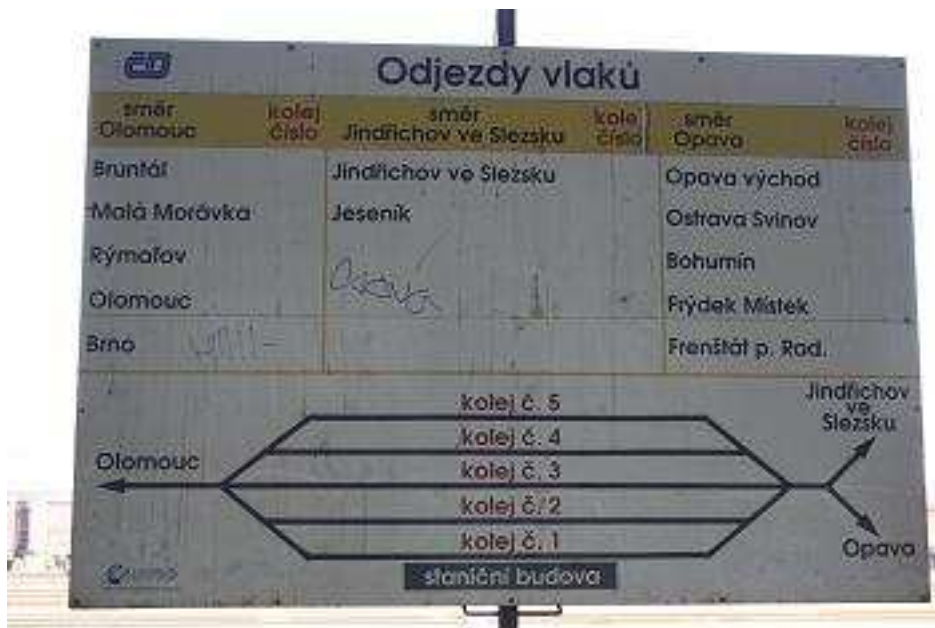 ČD
Odjezdy vlaků
směr
Olomouc
kolej
číslo
směr
Jindřichov ve Slezsku
kolej
číslo
směr
Opava
kolej
číslo
Bruntál
Malá Morávka
Rýmařov
Olomouc
Brno
Jindřichov ve Slezsku
Jeseník
Opava východ
Ostrava Svinov
Bohumín
Frýdek Místek
Frenštát p. Rad.
kolej č. 5
kolej č. 4
kolej č. 3
kolej č. 2
kolej č. 1
Olomouc
Jindřichov
ve
Slezsku
Opava
staniční budova